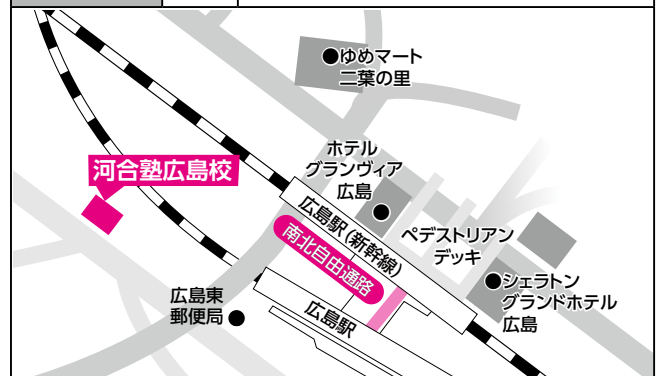 ●ゆめマート
二葉の里
河合塾広島校
ホテル
グランヴィア
広島
広島駅（新幹線）
南北自由通路
ペデストリアン
デッキ
●シェラトン
グランドホテル
広島
広島東
郵便局●
広島駅